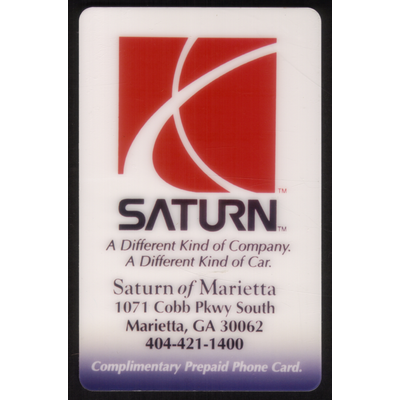 ™
SATURN™
A Different Kind of Company.
A Different Kind of Car.
Saturn of Marietta
1071 Cobb Pkwy South
Marietta, GA 30062
404-421-1400
Complimentary Prepaid Phone Card.